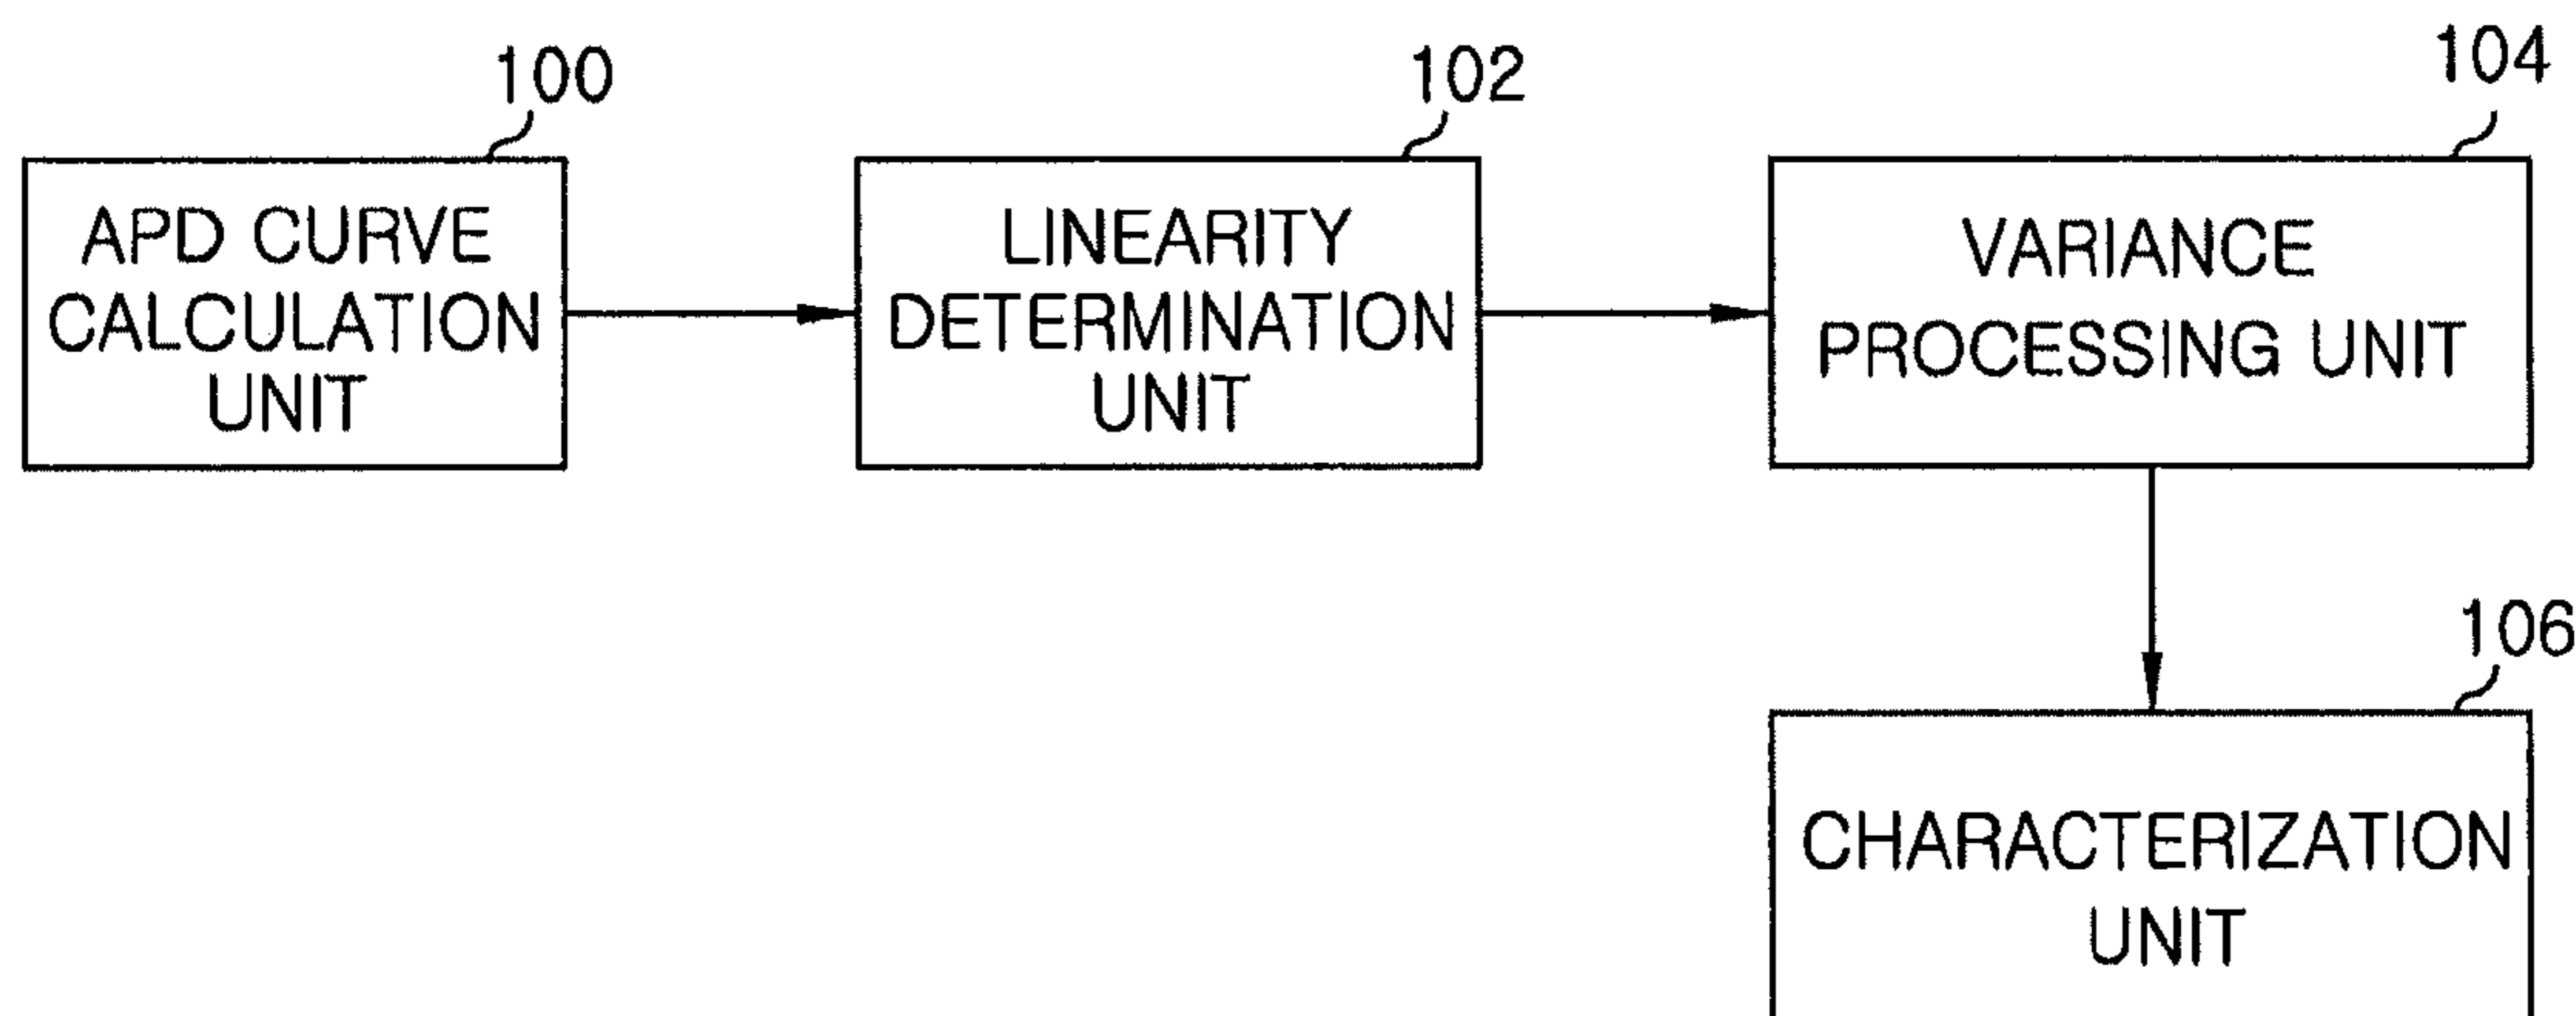 100
APD CURVE
CALCULATION
UNIT
102
LINEARITY
DETERMINATION
UNIT
104
VARIANCE
PROCESSING UNIT
106
CHARACTERIZATION
UNIT